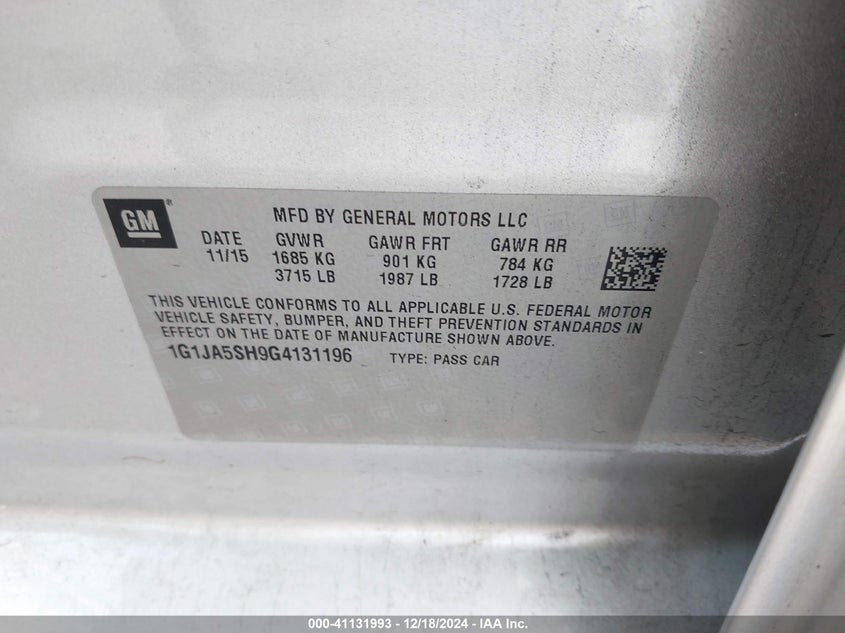 GM®
MFD BY GENERAL MOTORS LLC
DATE GVWR GAWR FRT GAWR RR
11/15 1685 KG 901 KG 784 KG
3715 LB 1987 LB 1728 LB
THIS VEHICLE CONFORMS TO ALL APPLICABLE U.S. FEDERAL MOTOR
VEHICLE SAFETY, BUMPER, AND THEFT PREVENTION STANDARDS IN
EFFECT ON THE DATE OF MANUFACTURE SHOWN ABOVE.
1G1JA5SH9G4131196 TYPE: PASS CAR
000-41131993 - 12/18/2024 - IAA Inc.